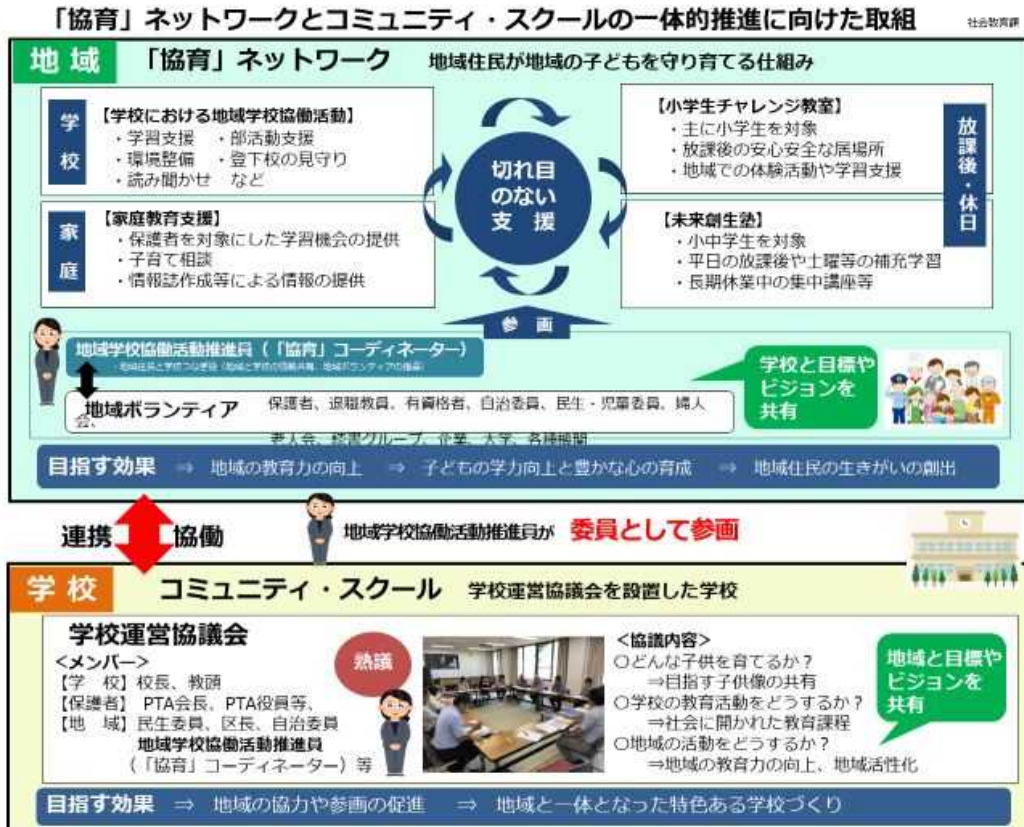 「協育」ネットワークとコミュニティ・スクールの一体的推進に向けた取組
社会教育課
地域
「協育」ネットワーク
地域住民が地域の子どもを守り育てる仕組み
学校
【学校における地域学校協働活動】
・学習支援 ・部活動支援
・環境整備 ・登下校の見守り
・読み聞かせ など
家庭
【家庭教育支援】
・保護者を対象にした学習機会の提供
・子育て相談
・情報誌作成等による情報の提供
切れ目
のない
支援
【小学生チャレンジ教室】
・主に小学生を対象
・放課後の安心安全な居場所
・地域での体験活動や学習支援
【未来創生塾】
・小中学生を対象
・平日の放課後や土曜等の補充学習
・長期休業中の集中講座等
放課後・休日
参画
地域学校協働活動推進員(「協育」コーディネーター)
地域ボランティア
保護者、退職教員、有資格者、自治委員、民生・児童委員、婦人
会、
老人会、読書グループ、企業、大学、各種機関
学校と目標や
ビジョンを
共有
目指す効果 ⇒ 地域の教育力の向上 ⇒ 子どもの学力向上と豊かな心の育成 ⇒ 地域住民の生きがいの創出
連携 協働
地域学校協働活動推進員が 委員として参画
学校
コミュニティ・スクール
学校運営協議会を設置した学校
学校運営協議会
<メンバー>
【学 校】校長、教頭
【保護者】PTA会長、PTA役員等、
【地 域】民生委員、区長、自治委員
地域学校協働活動推進員
(「協育」コーディネーター)等
熟議
<協議内容>
○どんな子供を育てるか?
⇒目指す子供像の共有
○学校の教育活動をどうするか?
⇒社会に開かれた教育課程
○地域の活動をどうするか?
⇒地域の教育力の向上、地域活性化
地域と目標や
ビジョンを
共有
目指す効果 ⇒ 地域の協力や参画の促進 ⇒ 地域と一体となった特色ある学校づくり